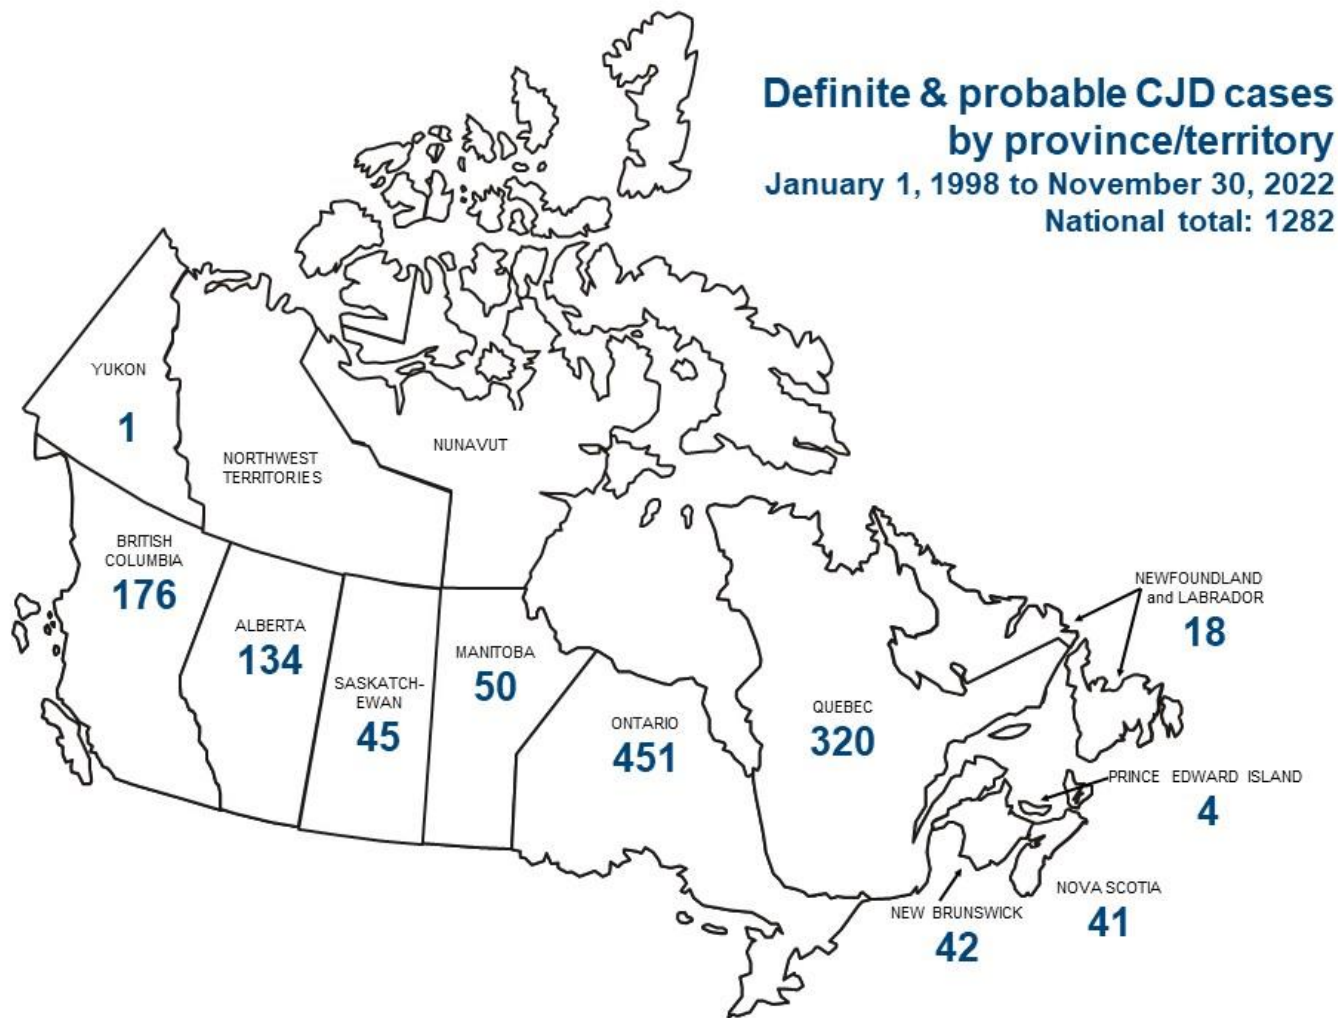 Definite & probable CJD cases
by province/territory
January 1, 1998 to November 30, 2022
National total: 1282
YUKON
1
NORTHWEST
TERRITORIES
NUNAVUT
BRITISH
COLUMBIA
176
ALBERTA
134
SASKATCH-
EWAN
45
MANITOBA
50
ONTARIO
451
QUEBEC
320
NEWFOUNDLAND
and LABRADOR
18
PRINCE EDWARD ISLAND
4
NOVA SCOTIA
41
NEW BRUNSWICK
42